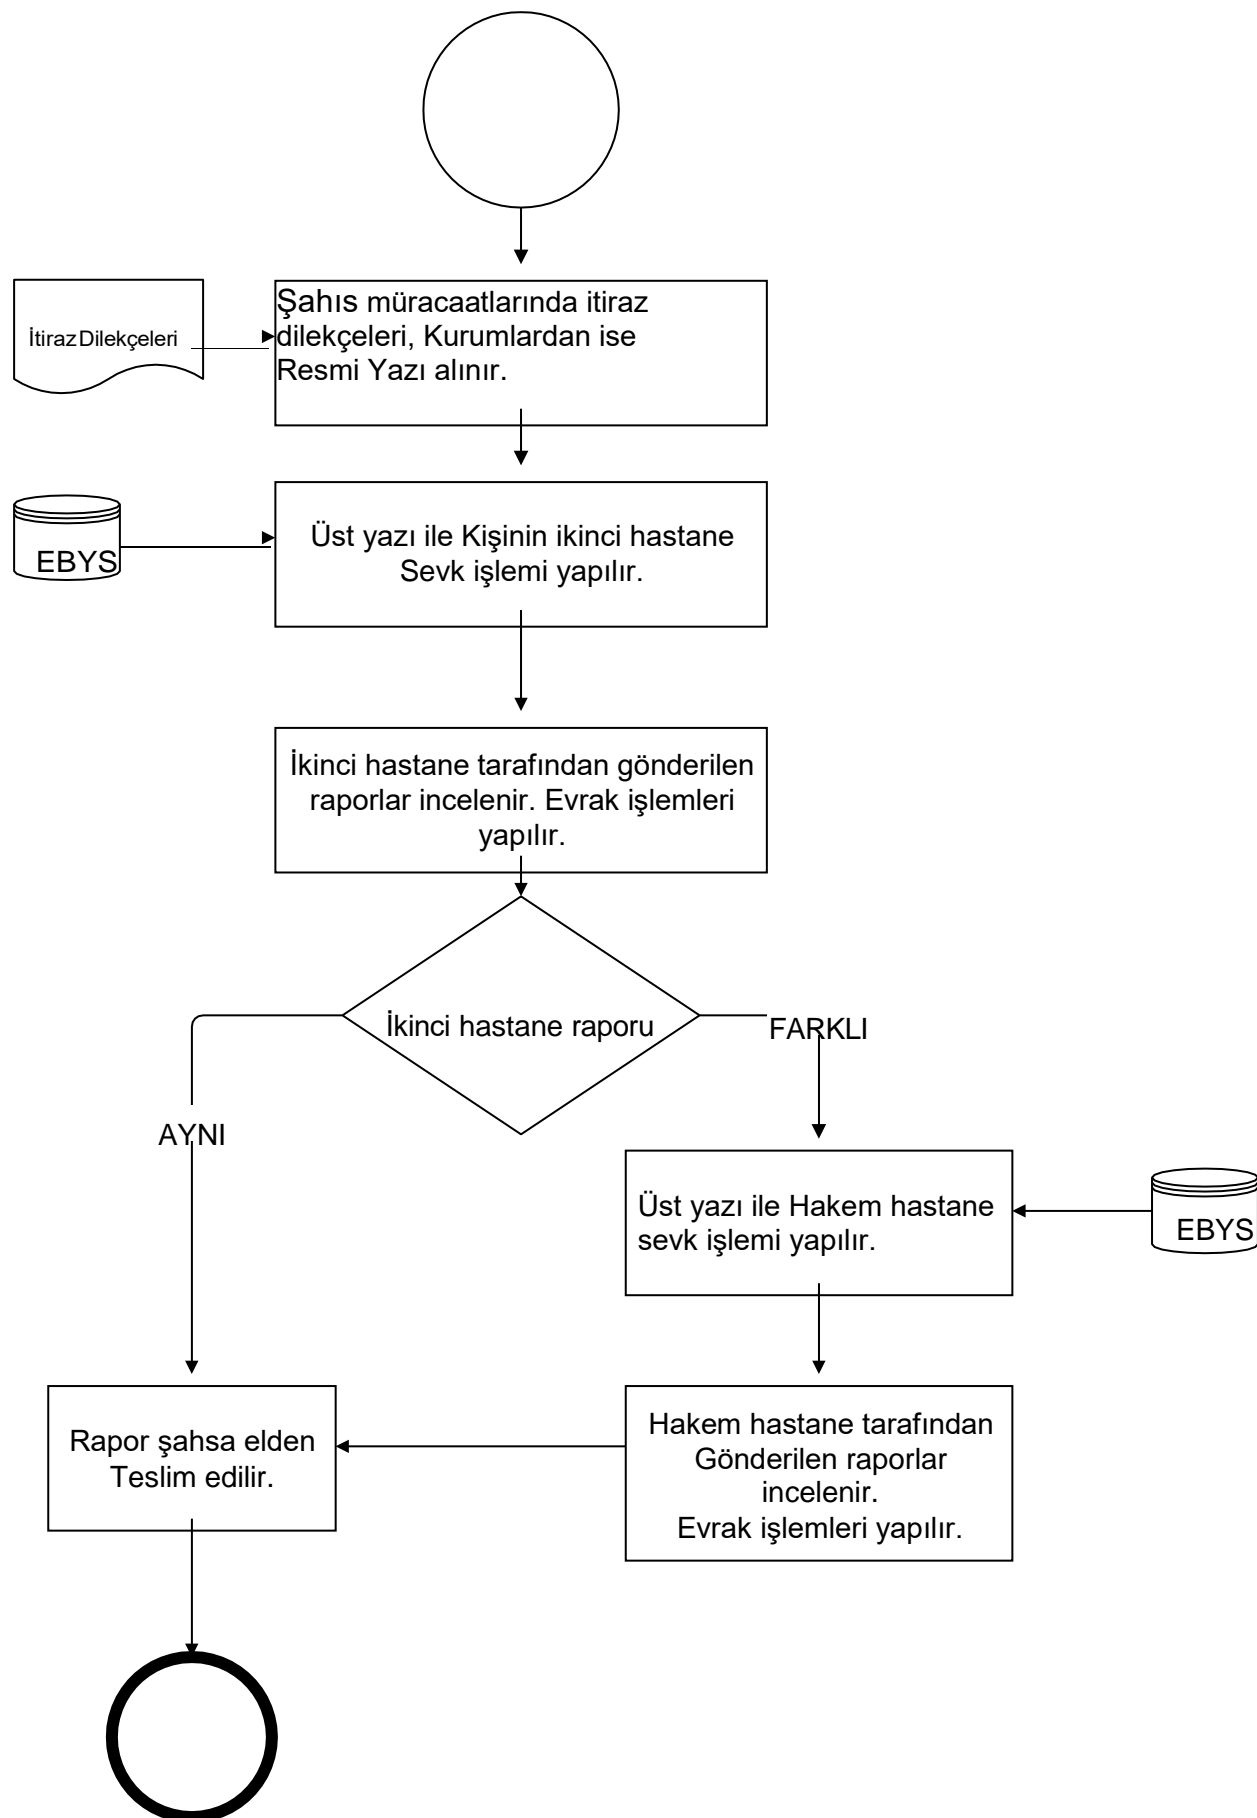 İtiraz Dilekçeleri
Şahıs müracaatlarında itiraz
dilekçeleri, Kurumlardan ise
Resmi Yazı alınır.
EBYS
Üst yazı ile Kişinin ikinci hastane
Sevk işlemi yapılır.
İkinci hastane tarafından gönderilen
raporlar incelenir. Evrak işlemleri
yapılır.
İkinci hastane raporu
FARKLI
AYNI
Üst yazı ile Hakem hastane
sevk işlemi yapılır.
EBYS
Rapor şahsa elden
Teslim edilir.
Hakem hastane tarafından
Gönderilen raporlar
incelenir.
Evrak işlemleri yapılır.